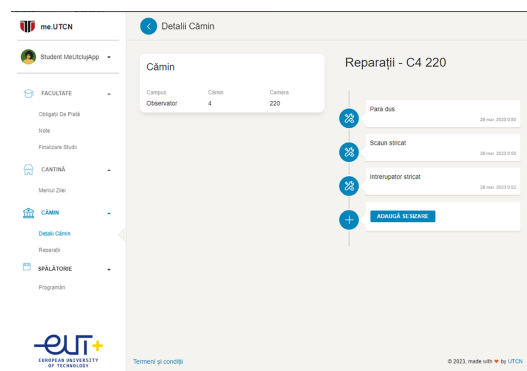 me.UTCN
Student MeUtclujApp
FACULTATE
Obligații De Plată
Note
Finalizare Studii
CANTINĂ
Meniul Zilei
CĂMIN
Detalii Cămin
Reparații
SPĂLĂTORIE
Programări
eut+
EUROPEAN UNIVERSITY
OF TECHNOLOGY
Detalii Cămin
Cămin
Campus Cămin Camera
Observator 4 220
Reparații - C4 220
Para dus
28 mar. 2023 0:00
Scaun stricat
28 mar. 2023 0:00
Intrerupator stricat
28 mar. 2023 0:02
ADAUGĂ SESIZARE
Termeni și condiții
© 2023, made with ♥ by UTCN